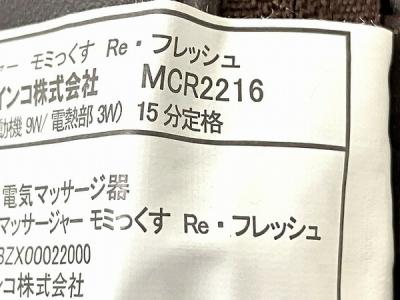 ャー モミっくす Re・フレッシュ
インコ株式会社 MCR2216
動機 9W/ 電熱部 3W) 15分定格
電気マッサージ器
マッサージャー モミっくす Re・フレッシュ
BZX00022000
ンコ株式会社